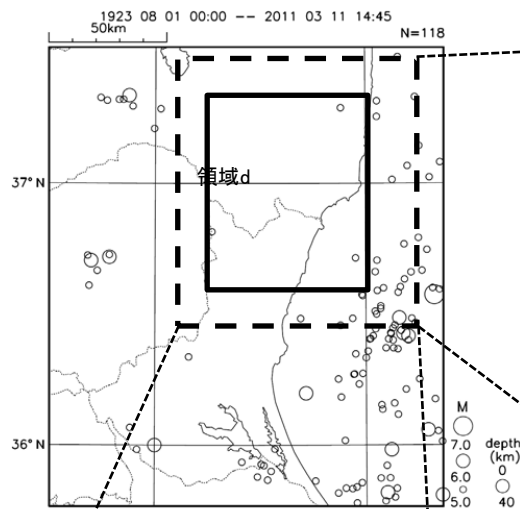 1923 08 01 00:00 -- 2011 03 11 14:45
50km
N=118
37°N
領域d
36°N
M
7.0
6.0
5.0
depth
(km)
0
40